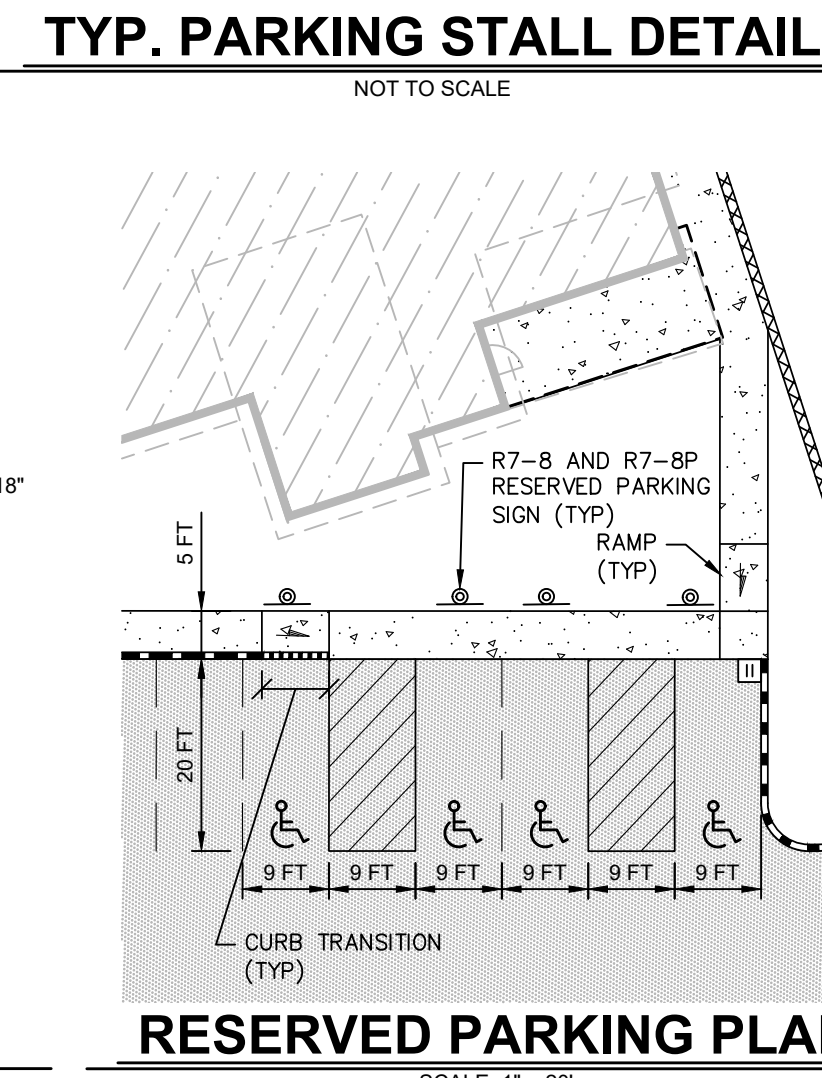 TYP. PARKING STALL DETAIL
NOT TO SCALE
18"
5 FT
R7-8 AND R7-8P
RESERVED PARKING
SIGN (TYP)
RAMP
(TYP)
20 FT
II
9 FT 9 FT 9 FT 9 FT 9 FT 9 FT
CURB TRANSITION
(TYP)
RESERVED PARKING PLA